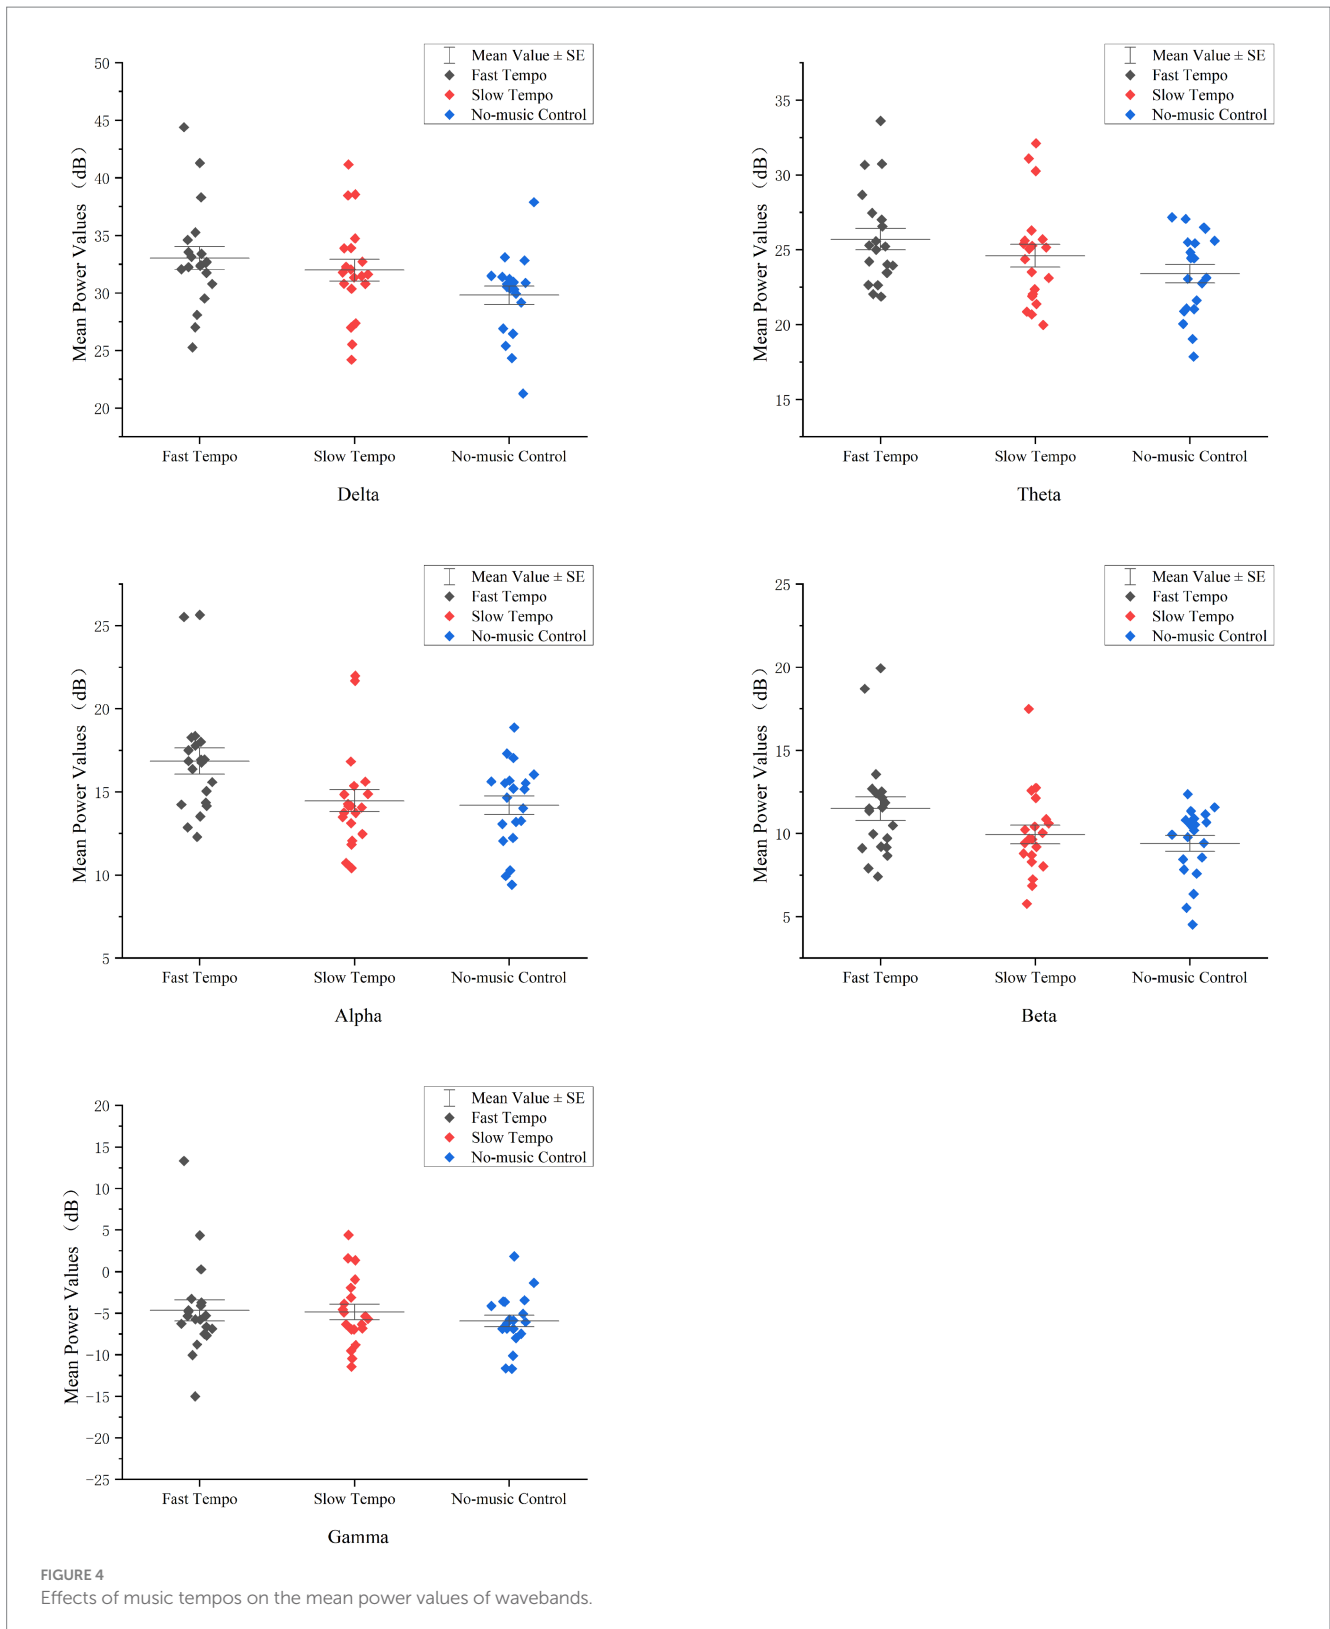 Mean Value ± SE
Fast Tempo
Slow Tempo
No-music Control
50
45
40
35
30
25
20
Mean Power Values（dB）
Fast Tempo
Slow Tempo
No-music Control
Delta
Mean Value ± SE
Fast Tempo
Slow Tempo
No-music Control
35
30
25
20
15
Mean Power Values（dB）
Fast Tempo
Slow Tempo
No-music Control
Theta
Mean Value ± SE
Fast Tempo
Slow Tempo
No-music Control
25
20
15
10
5
Mean Power Values（dB）
Fast Tempo
Slow Tempo
No-music Control
Alpha
Mean Value ± SE
Fast Tempo
Slow Tempo
No-music Control
25
20
15
10
5
Mean Power Values（dB）
Fast Tempo
Slow Tempo
No-music Control
Beta
Mean Value ± SE
Fast Tempo
Slow Tempo
No-music Control
20
15
10
5
0
−5
−10
−15
−20
−25
Mean Power Values（dB）
Fast Tempo
Slow Tempo
No-music Control
Gamma
FIGURE 4
Effects of music tempos on the mean power values of wavebands.